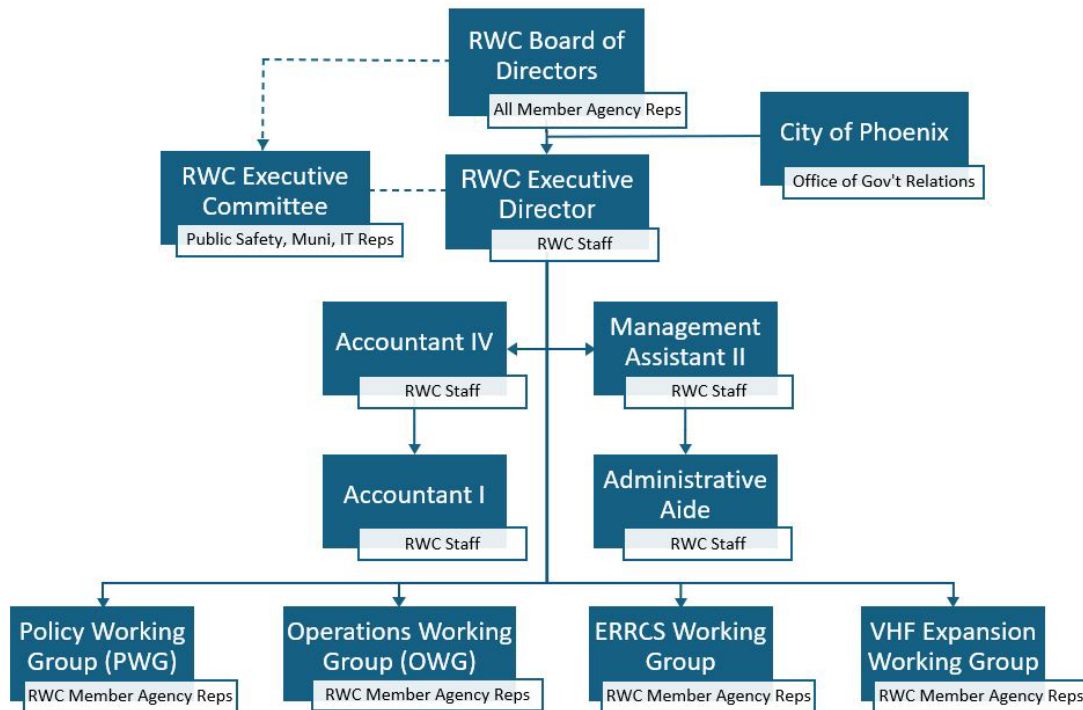 RWC Board of
Directors
All Member Agency Reps
City of Phoenix
Office of Gov't Relations
RWC Executive
Committee
Public Safety, Muni, IT Reps
RWC Executive
Director
RWC Staff
Accountant IV
RWC Staff
Management
Assistant II
RWC Staff
Accountant I
RWC Staff
Administrative
Aide
RWC Staff
Policy Working
Group (PWG)
RWC Member Agency Reps
Operations Working
Group (OWG)
RWC Member Agency Reps
ERRCS Working
Group
RWC Member Agency Reps
VHF Expansion
Working Group
RWC Member Agency Reps